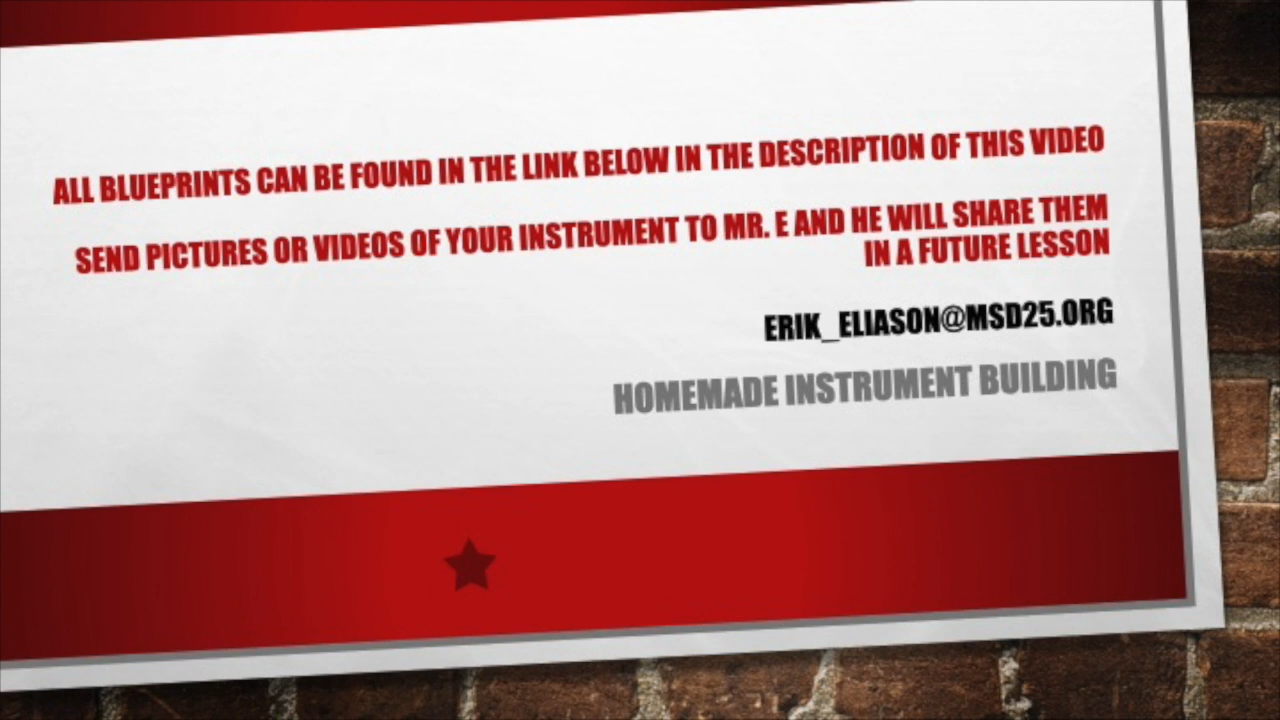 ALL BLUEPRINTS CAN BE FOUND IN THE LINK BELOW IN THE DESCRIPTION OF THIS VIDEO
SEND PICTURES OR VIDEOS OF YOUR INSTRUMENT TO MR. E AND HE WILL SHARE THEM
IN A FUTURE LESSON
ERIK_ELIASON@MSD25.ORG
HOMEMADE INSTRUMENT BUILDING